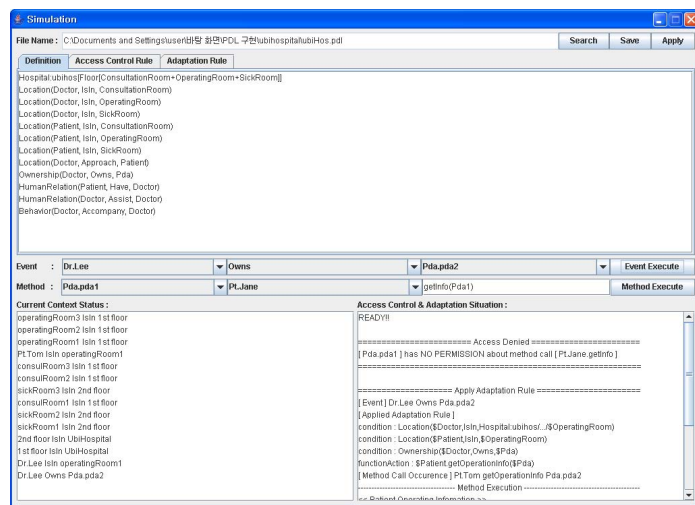 Simulation
File Name : C:\Documents and Settings\user\바탕 화면\PDL 구현\ubihospital\ubiHos.pdl Search Save Apply
Definition Access Control Rule Adaptation Rule
Hospital:ubihos[Floor[ConsultationRoom+OperatingRoom+SickRoom]]
Location(Doctor, IsIn, ConsultationRoom)
Location(Doctor, IsIn, OperatingRoom)
Location(Doctor, IsIn, SickRoom)
Location(Patient, IsIn, ConsultationRoom)
Location(Patient, IsIn, OperatingRoom)
Location(Patient, IsIn, SickRoom)
Location(Doctor, Approach, Patient)
Ownership(Doctor, Owns, Pda)
HumanRelation(Patient, Have, Doctor)
HumanRelation(Doctor, Assist, Doctor)
Behavior(Doctor, Accompany, Doctor)
Event : Dr.Lee Owns Pda.pda2 Event Execute
Method : Pda.pda1 Pt.Jane getInfo(Pda1) Method Execute
Current Context Status :
operatingRoom3 IsIn 1st floor
operatingRoom2 IsIn 1st floor
operatingRoom1 IsIn 1st floor
Pt.Tom IsIn operatingRoom1
consulRoom3 IsIn 1st floor
consulRoom2 IsIn 1st floor
sickRoom3 IsIn 2nd floor
consulRoom1 IsIn 1st floor
sickRoom2 IsIn 2nd floor
sickRoom1 IsIn 2nd floor
2nd floor IsIn UbiHospital
1st floor IsIn UbiHospital
Dr.Lee IsIn operatingRoom1
Dr.Lee Owns Pda.pda2
Access Control & Adaptation Situation :
READY!!
======================== Access Denied =======================
[ Pda.pda1 ] has NO PERMISSION about method call [ Pt.Jane.getInfo ]
============================================================
==================== Apply Adaptation Rule ======================
[ Event ] Dr.Lee Owns Pda.pda2
[ Applied Adaptation Rule ]
condition : Location($Doctor,IsIn,Hospital:ubihos/.../$OperatingRoom)
condition : Location($Patient,IsIn,$OperatingRoom)
condition : Ownership($Doctor,Owns,$Pda)
functionAction : $Patient.getOperationInfo($Pda)
[ Method Call Occurence ] Pt.Tom getOperationInfo Pda.pda2
----------------------------------- Method Execution ------------------------------------------
<< Patient Operating Infomation >>